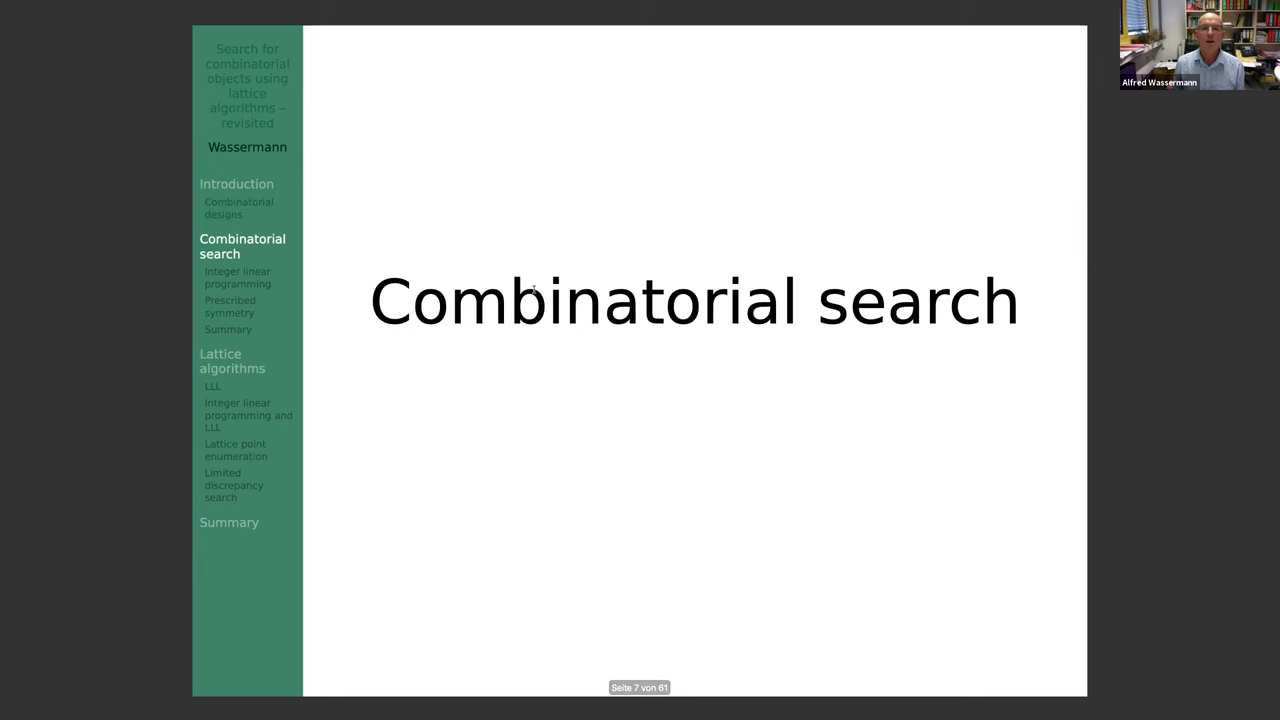 Search for
combinatorial
objects using
lattice
algorithms –
revisited
Wassermann
Introduction
Combinatorial
designs
Combinatorial
search
Integer linear
programming
Prescribed
symmetry
Summary
Lattice
algorithms
LLL
Integer linear
programming and
LLL
Lattice point
enumeration
Limited
discrepancy
search
Summary
Combinatorial search
Seite 7 von 61
Alfred Wassermann